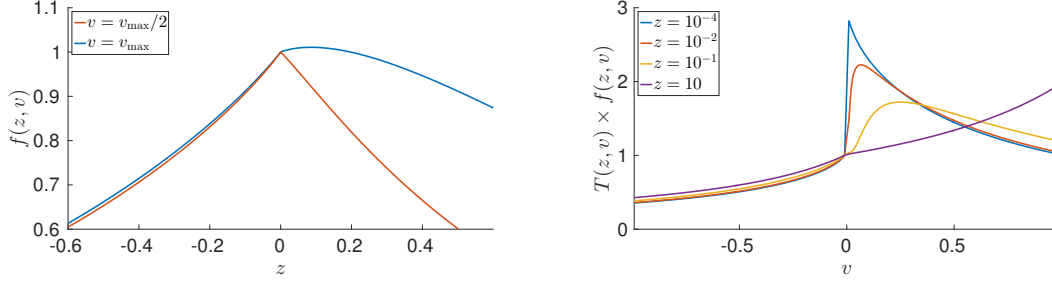 f(z, v)
1.1
1
0.9
0.8
0.7
0.6
v = v_max/2
v = v_max
-0.6 -0.4 -0.2 0 0.2 0.4
z
T(z, v) × f(z, v)
3
2
1
0
z = 10^{-4}
z = 10^{-2}
z = 10^{-1}
z = 10
-0.5 0 0.5
v